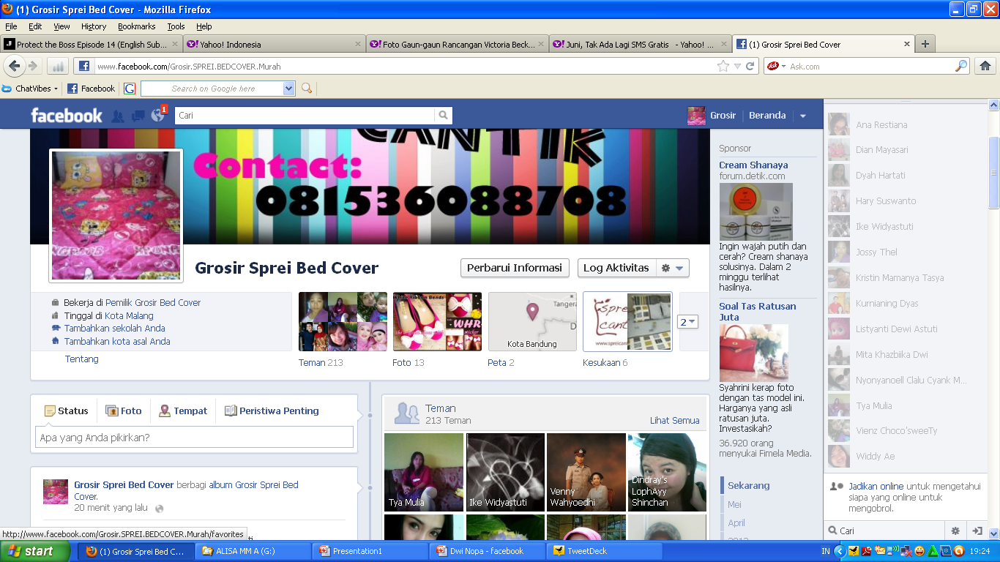 (1) Grosir Sprei Bed Cover - Mozilla Firefox
File Edit View History Bookmarks Tools Help
Protect the Boss Episode 14 (English Sub...
Yahoo! Indonesia
Foto Gaun-gaun Rancangan Victoria Beck...
Juni, Tak Ada Lagi SMS Gratis - Yahoo! ...
(1) Grosir Sprei Bed Cover
www.facebook.com/Grosir.SPREI.BEDCOVER.Murah
Ask Ask.com
ChatVibes Facebook G Search on Google here
facebook 1 Cari Grosir Beranda
CANTIK
Contact:
081536088708
Grosir Sprei Bed Cover
Perbarui Informasi Log Aktivitas
Bekerja di Pemilik Grosir Bed Cover
Tinggal di Kota Malang
Tambahkan sekolah Anda
Tambahkan kota asal Anda
Tentang
Teman 213
WHR
Foto 13
Tangera
Kota Bandung
Peta 2
Kesukaan 6
2
Status Foto Tempat Peristiwa Penting
Apa yang Anda pikirkan?
Grosir Sprei Bed Cover berbagi album Grosir Sprei Bed
Cover.
20 menit yang lalu
Teman
213 Teman
Lihat Semua
Tya Mulia
Ike Widyastuti
Venny
Wahyoedhi
Dindray's
LophAyy
Shinchan
Sponsor
Cream Shanaya
forum.detik.com
Ingin wajah putih dan
cerah? Cream shanaya
solusinya. Dalam 2
minggu terlihat
hasilnya.
Soal Tas Ratusan
Juta
Syahrini kerap foto
dengan tas model ini.
Harganya yang asli
ratusan juta.
Investasikah?
36.920 orang
menyukai Fimela Media.
Sekarang
Mei
April
Ana Restiana
Dian Mayasari
Dyah Hartati
Hary Suswanto
Ike Widyastuti
Jossy Thel
Kristin Mamanya Tasya
Kurnianing Dyas
Listyanti Dewi Astuti
Mita Khazbiika Dwi
Nyonyanoell Clalu Cyank M...
Tya Mulia
Vienz Choco'sweeTy
Widdy Ae
Jadikan online untuk mengetahui
siapa yang online untuk
mengobrol.
Cari
http://www.facebook.com/Grosir.SPREI.BEDCOVER.Murah/favorites
start
(1) Grosir Sprei Bed C...
ALISA MM A (G:)
Presentation1
Dwi Nopa - facebook
TweetDeck
IN
19:24